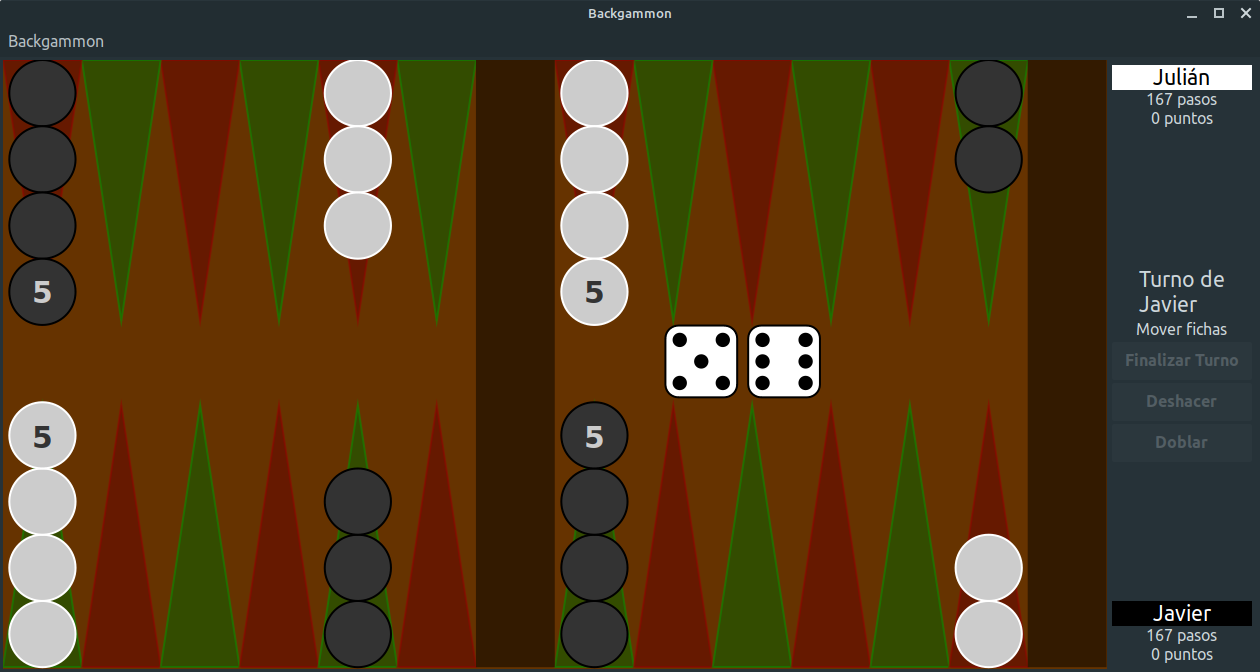 Backgammon
Backgammon
Julián
167 pasos
0 puntos
5
5
Turno de
Javier
Mover fichas
Finalizar Turno
Deshacer
Doblar
5
5
Javier
167 pasos
0 puntos